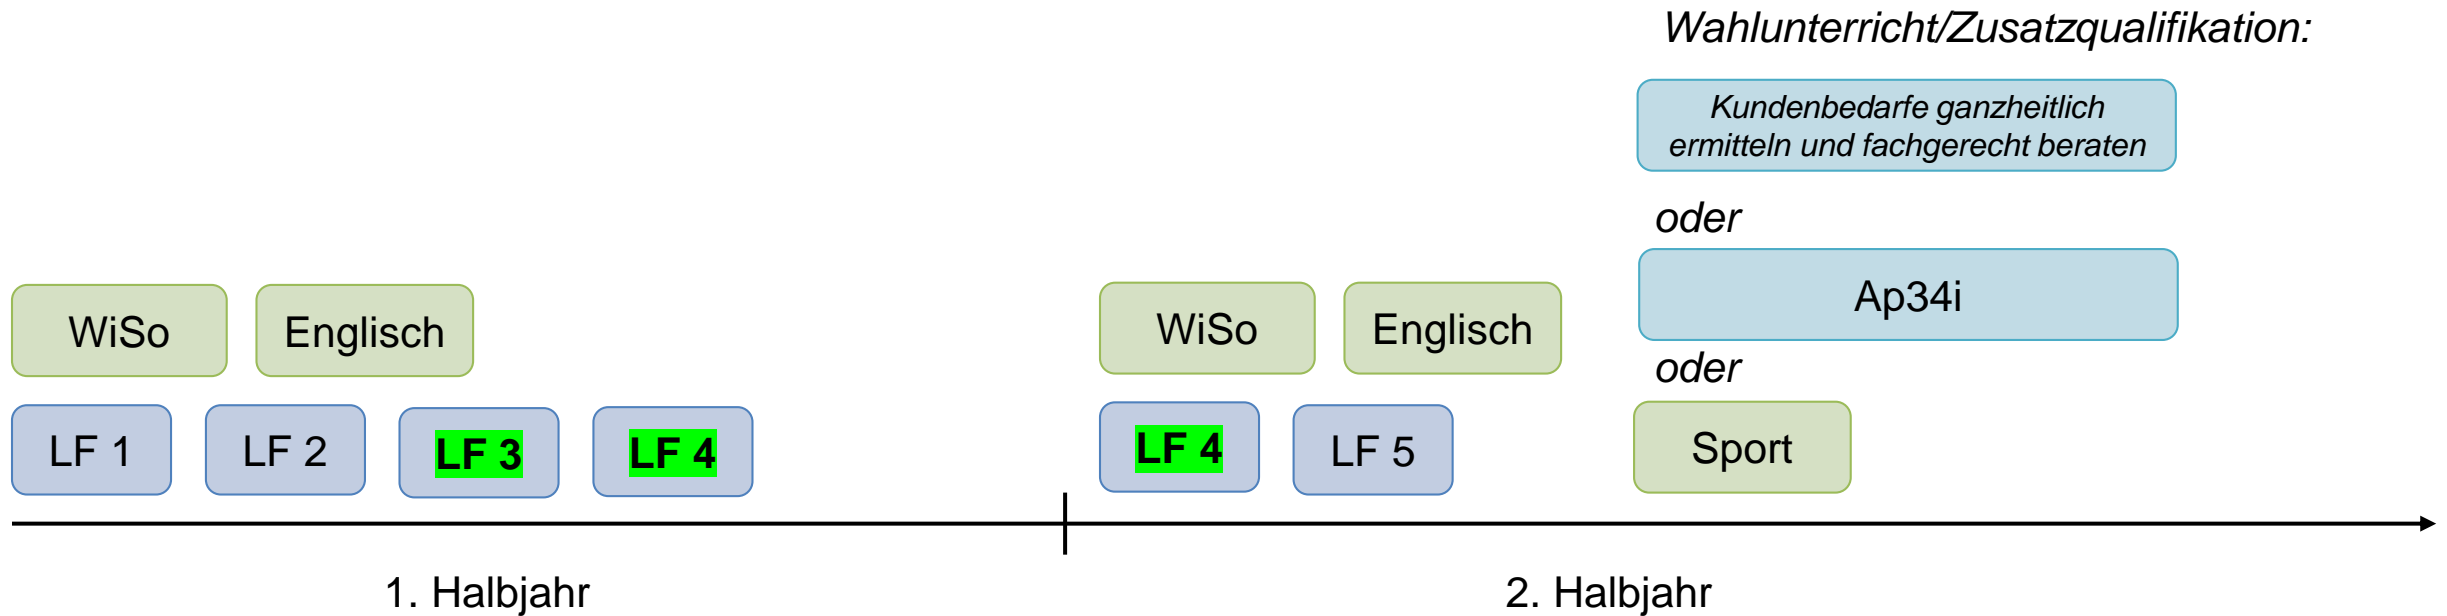 Wahlunterricht/Zusatzqualifikation:
Kundenbedarfe ganzheitlich
ermitteln und fachgerecht beraten
oder
Ap34i
oder
WiSo
Englisch
WiSo
Englisch
LF 1
LF 2
LF 3
LF 4
LF 4
LF 5
Sport
1. Halbjahr
2. Halbjahr